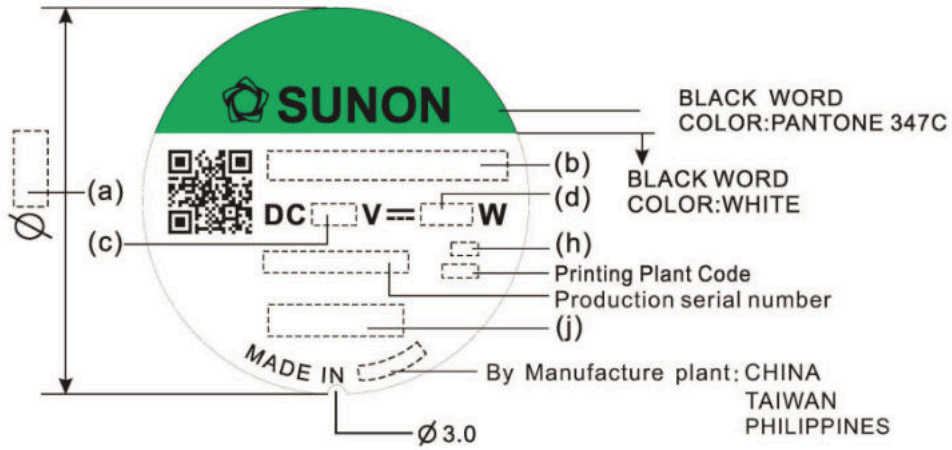 SUNON
BLACK WORD
COLOR:PANTONE 347C
(a)
(b)
BLACK WORD
COLOR:WHITE
(d)
DC V W
(c)
(h)
Printing Plant Code
Production serial number
(j)
MADE IN
By Manufacture plant: CHINA
TAIWAN
PHILIPPINES
Ø
Ø 3.0